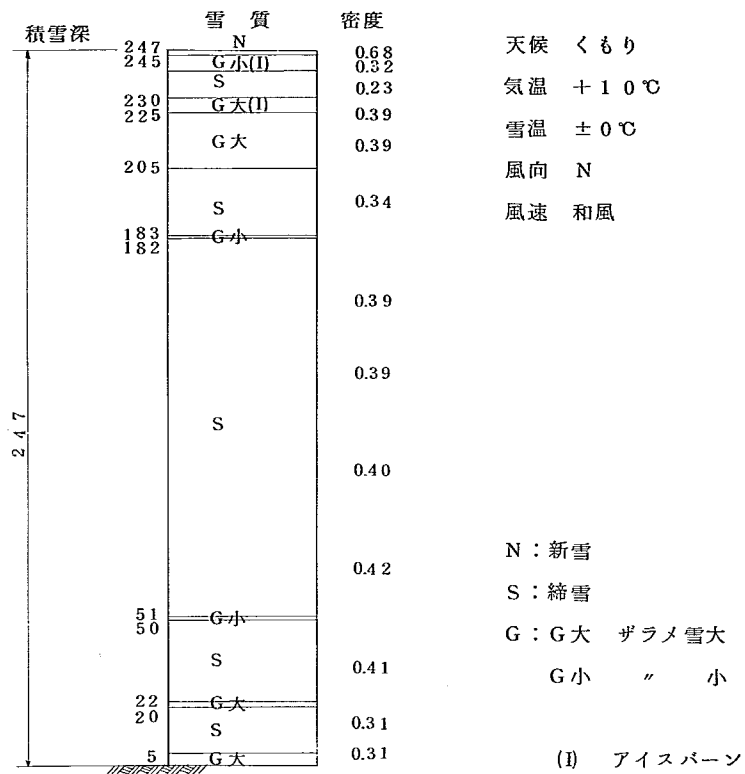 雪 質
密度
積雪深
247
N
0.68
245
G小(I)
0.32
S
0.23
230
G大(I)
225
0.39
G大
0.39
205
S
0.34
183
G小
182
0.39
0.39
247
S
0.40
0.42
51
G小
50
S
0.41
22
G大
20
S
0.31
5
G大
0.31
天候 くもり
気温 +10℃
雪温 ±0℃
風向 N
風速 和風
N:新雪
S:締雪
G:G大 ザラメ雪大
G小 〃 小
(I) アイスバーン